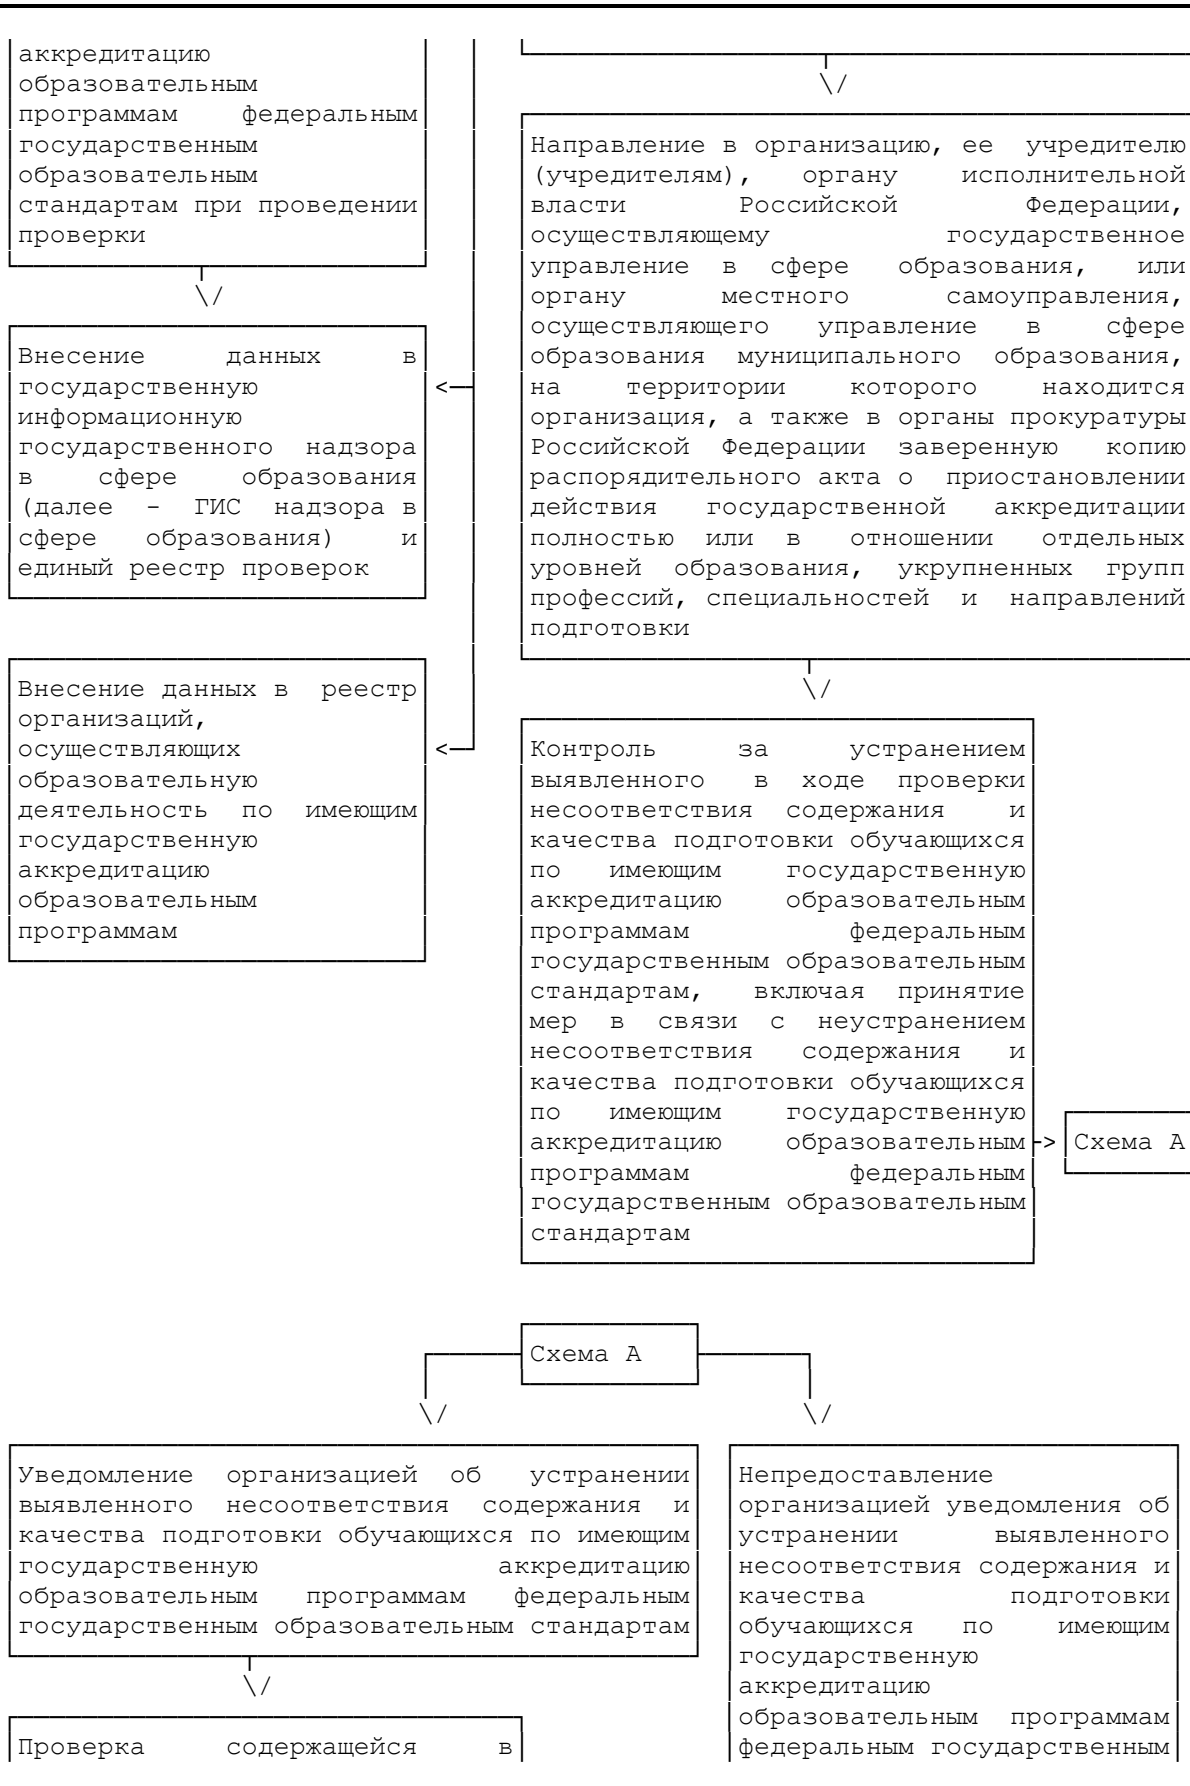 аккредитацию
образовательным
программам федеральным
государственным
образовательным
стандартам при проведении
проверки
Внесение данных в
государственную
информационную
государственного надзора
в сфере образования
(далее - ГИС надзора в
сфере образования) и
единый реестр проверок
Внесение данных в реестр
организаций,
осуществляющих
образовательную
деятельность по имеющим
государственную
аккредитацию
образовательным
программам
Направление в организацию, ее учредителю
(учредителям), органу исполнительной
власти Российской Федерации,
осуществляющему государственное
управление в сфере образования, или
органу местного самоуправления,
осуществляющего управление в сфере
образования муниципального образования,
на территории которого находится
организация, а также в органы прокуратуры
Российской Федерации заверенную копию
распорядительного акта о приостановлении
действия государственной аккредитации
полностью или в отношении отдельных
уровней образования, укрупненных групп
профессий, специальностей и направлений
подготовки
Контроль за устранением
выявленного в ходе проверки
несоответствия содержания и
качества подготовки обучающихся
по имеющим государственную
аккредитацию образовательным
программам федеральным
государственным образовательным
стандартам, включая принятие
мер в связи с неустранением
несоответствия содержания и
качества подготовки обучающихся
по имеющим государственную
аккредитацию образовательным
программам федеральным
государственным образовательным
стандартам
Схема А
Схема А
Уведомление организацией об устранении
выявленного несоответствия содержания и
качества подготовки обучающихся по имеющим
государственную аккредитацию
образовательным программам федеральным
государственным образовательным стандартам
Проверка содержащейся в
Непредоставление
организацией уведомления об
устранении выявленного
несоответствия содержания и
качества подготовки
обучающихся по имеющим
государственную
аккредитацию
образовательным программам
федеральным государственным